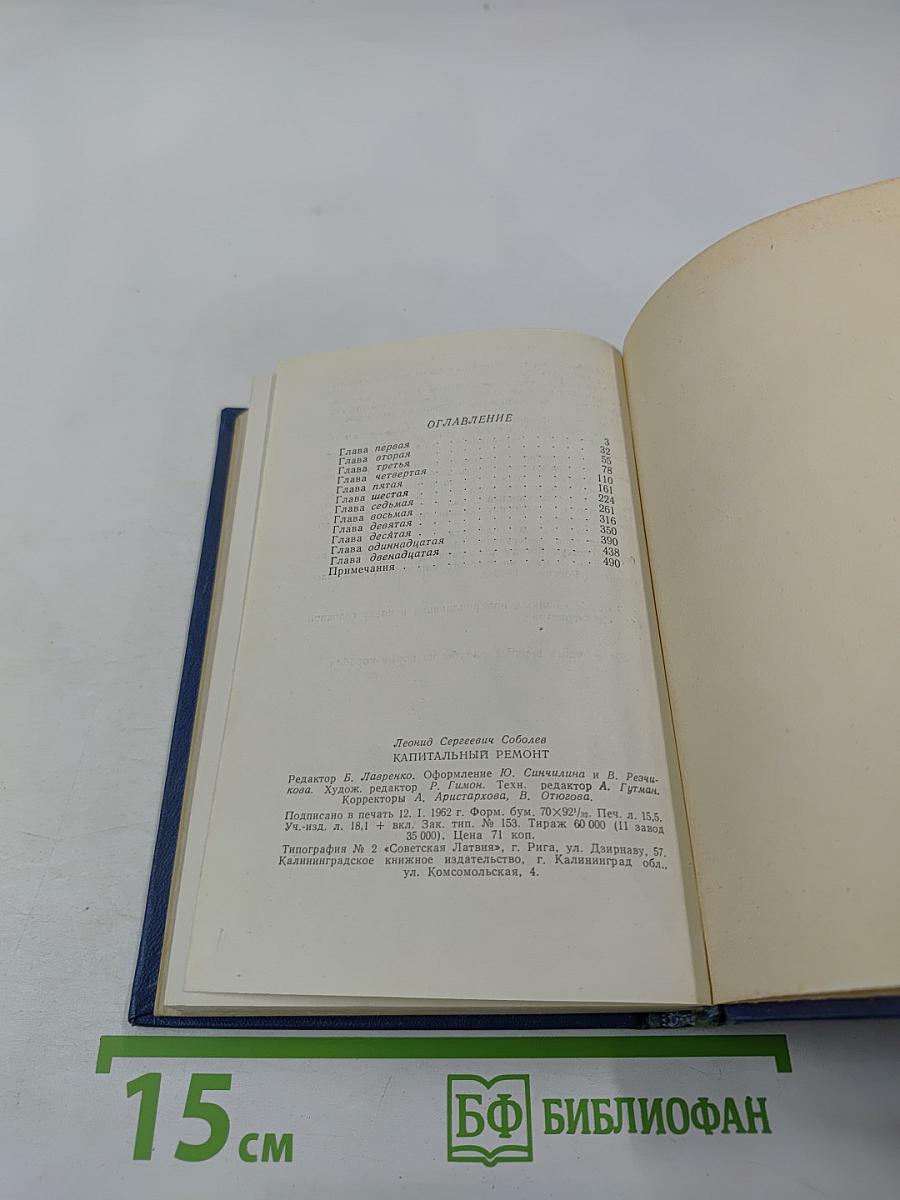 ОГЛАВЛЕНИЕ
Глава первая . . . . . . . . . . 3
Глава вторая . . . . . . . . . . 32
Глава третья . . . . . . . . . . 55
Глава четвертая . . . . . . . . . . 78
Глава пятая . . . . . . . . . . 110
Глава шестая . . . . . . . . . . 161
Глава седьмая . . . . . . . . . . 224
Глава восьмая . . . . . . . . . . 261
Глава девятая . . . . . . . . . . 316
Глава десятая . . . . . . . . . . 350
Глава одиннадцатая . . . . . . . . . . 390
Глава двенадцатая . . . . . . . . . . 438
Примечания . . . . . . . . . . 490
Леонид Сергеевич Соболев
КАПИТАЛЬНЫЙ РЕМОНТ
Редактор Б. Лавренко. Оформление Ю. Синчилина и В. Резчи-
кова. Худож. редактор Р. Гимон. Техн. редактор А. Гутман.
Корректоры А. Аристархова, В. Отюгова.
Подписано в печать 12. I. 1962 г. Форм. бум. 70×92¹/₃₂. Печ. л. 15,5.
Уч.-изд. л. 18,1 + вкл. Зак. тип. № 153. Тираж 60 000 (II завод
35 000). Цена 71 коп.
Типография № 2 «Советская Латвия», г. Рига, ул. Дзирнаву, 57.
Калининградское книжное издательство, г. Калининград обл.,
ул. Комсомольская, 4.
15 см
БФ БИБЛИОФАН